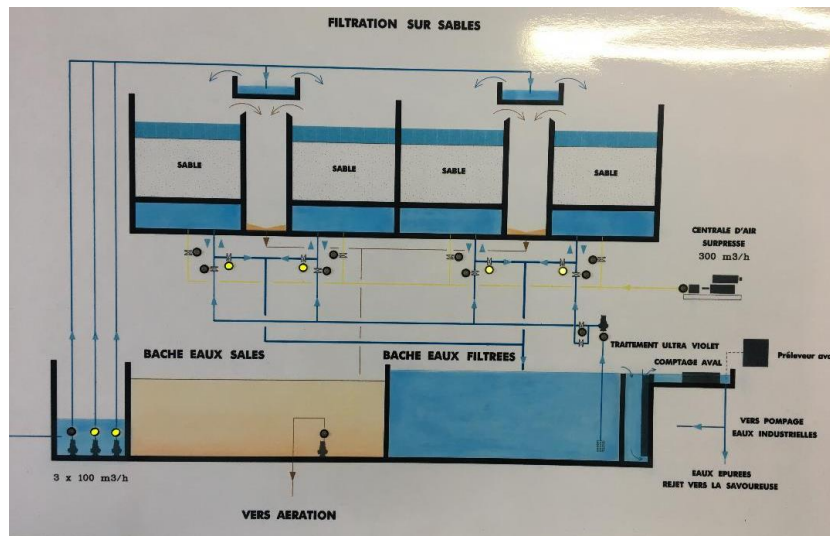 FILTRATION SUR SABLES
SABLE
SABLE
SABLE
SABLE
CENTRALE D'AIR
SURPRESSE
300 m3/h
BACHE EAUX SALES
BACHE EAUX FILTREES
TRAITEMENT ULTRA VIOLET
COMPTAGE AVAL
Préleveur ava
VERS POMPAGE
EAUX INDUSTRIELLES
3 x 100 m3/h
EAUX EPUREES
REJET VERS LA SAVOUREUSE
VERS AERATION